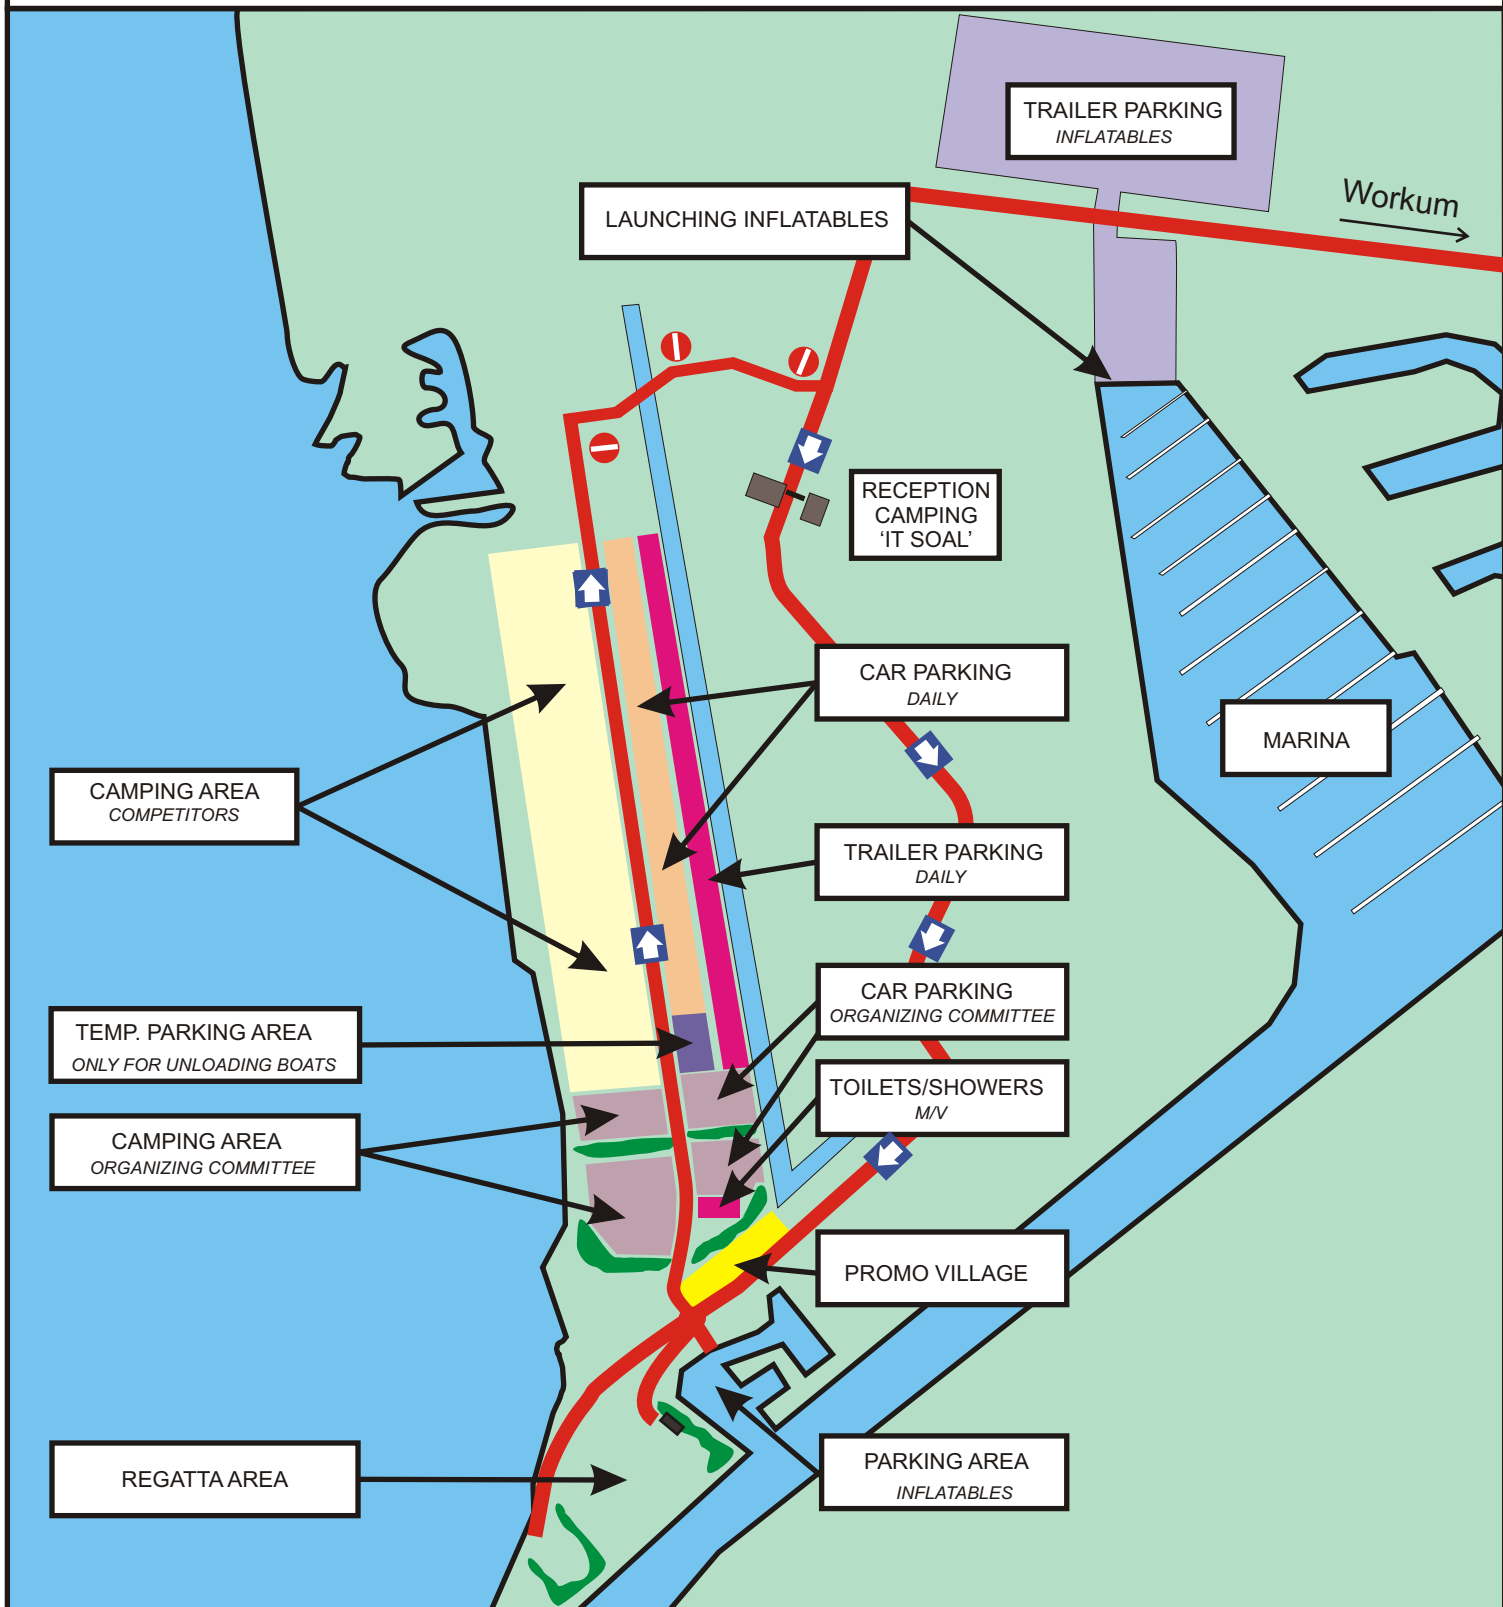 TRAILER PARKING
INFLATABLES
Workum
LAUNCHING INFLATABLES
RECEPTION
CAMPING
‘IT SOAL’
CAR PARKING
DAILY
MARINA
CAMPING AREA
COMPETITORS
TRAILER PARKING
DAILY
CAR PARKING
ORGANIZING COMMITTEE
TEMP. PARKING AREA
ONLY FOR UNLOADING BOATS
TOILETS/SHOWERS
M/V
CAMPING AREA
ORGANIZING COMMITTEE
PROMO VILLAGE
REGATTA AREA
PARKING AREA
INFLATABLES